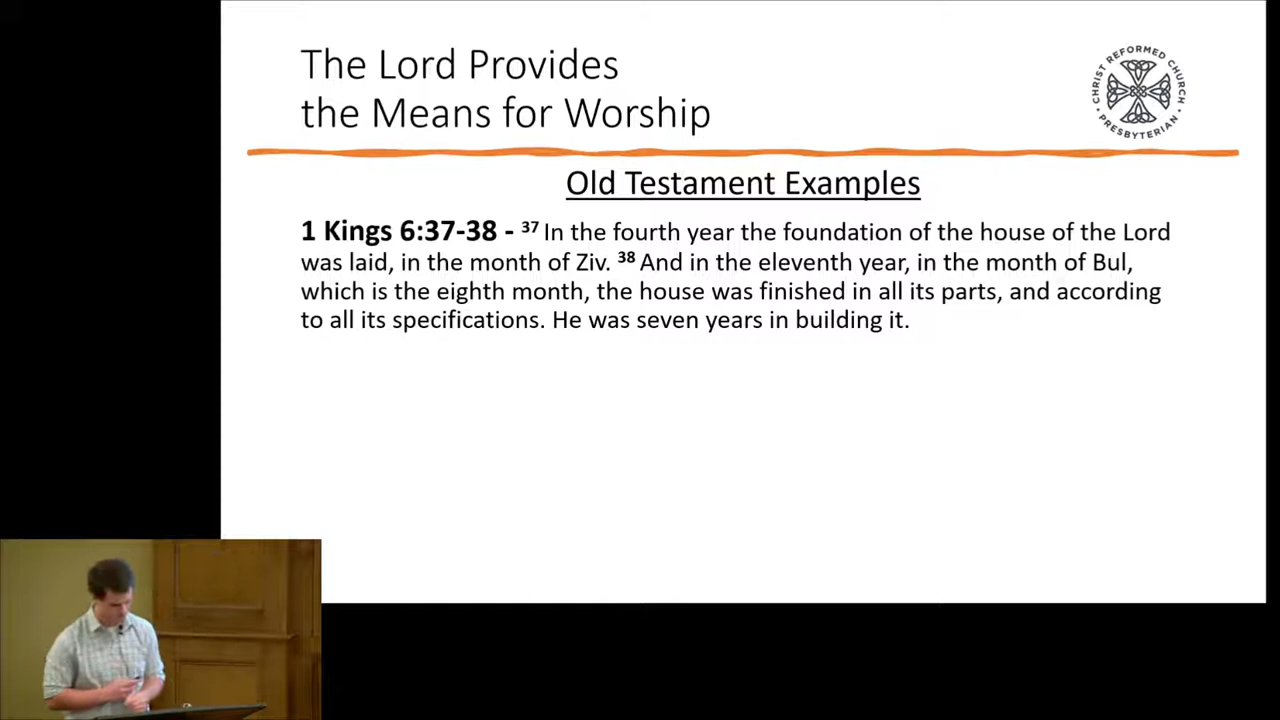 The Lord Provides
the Means for Worship
CHRIST REFORMED CHURCH
• PRESBYTERIAN •
Old Testament Examples
1 Kings 6:37-38 - 37 In the fourth year the foundation of the house of the Lord
was laid, in the month of Ziv. 38 And in the eleventh year, in the month of Bul,
which is the eighth month, the house was finished in all its parts, and according
to all its specifications. He was seven years in building it.